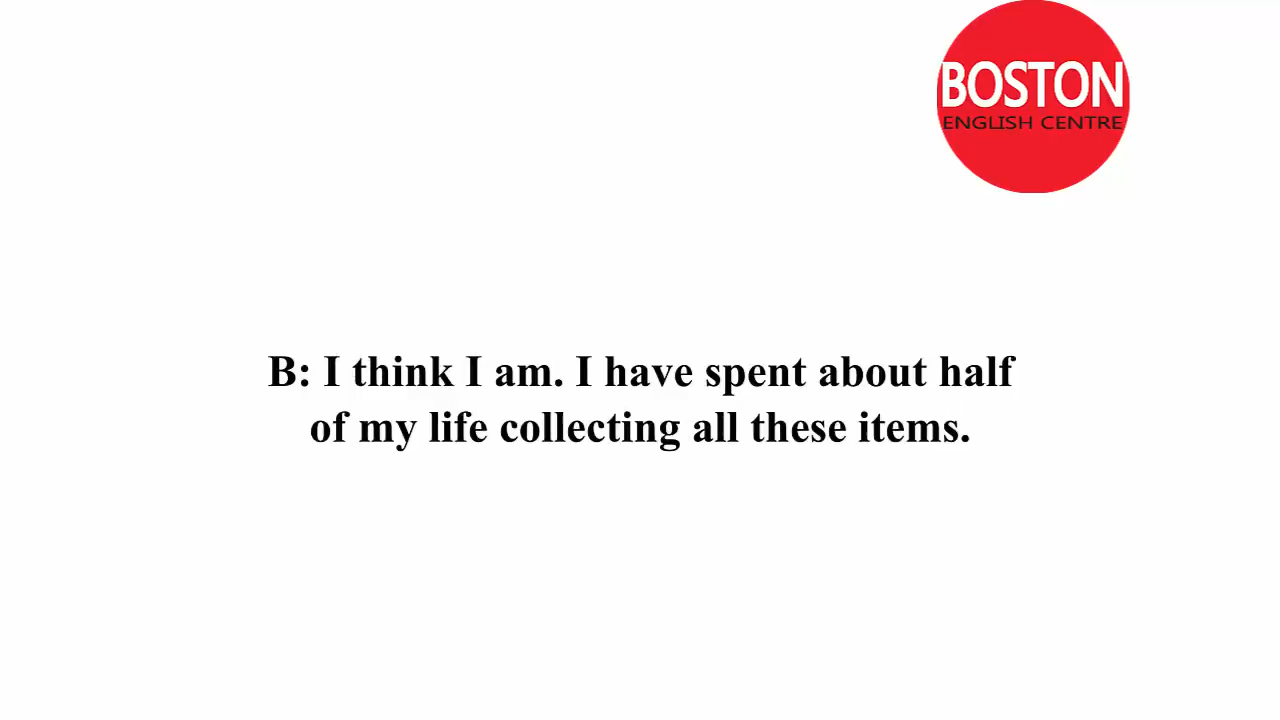 BOSTON
ENGLISH CENTRE
B: I think I am. I have spent about half
of my life collecting all these items.